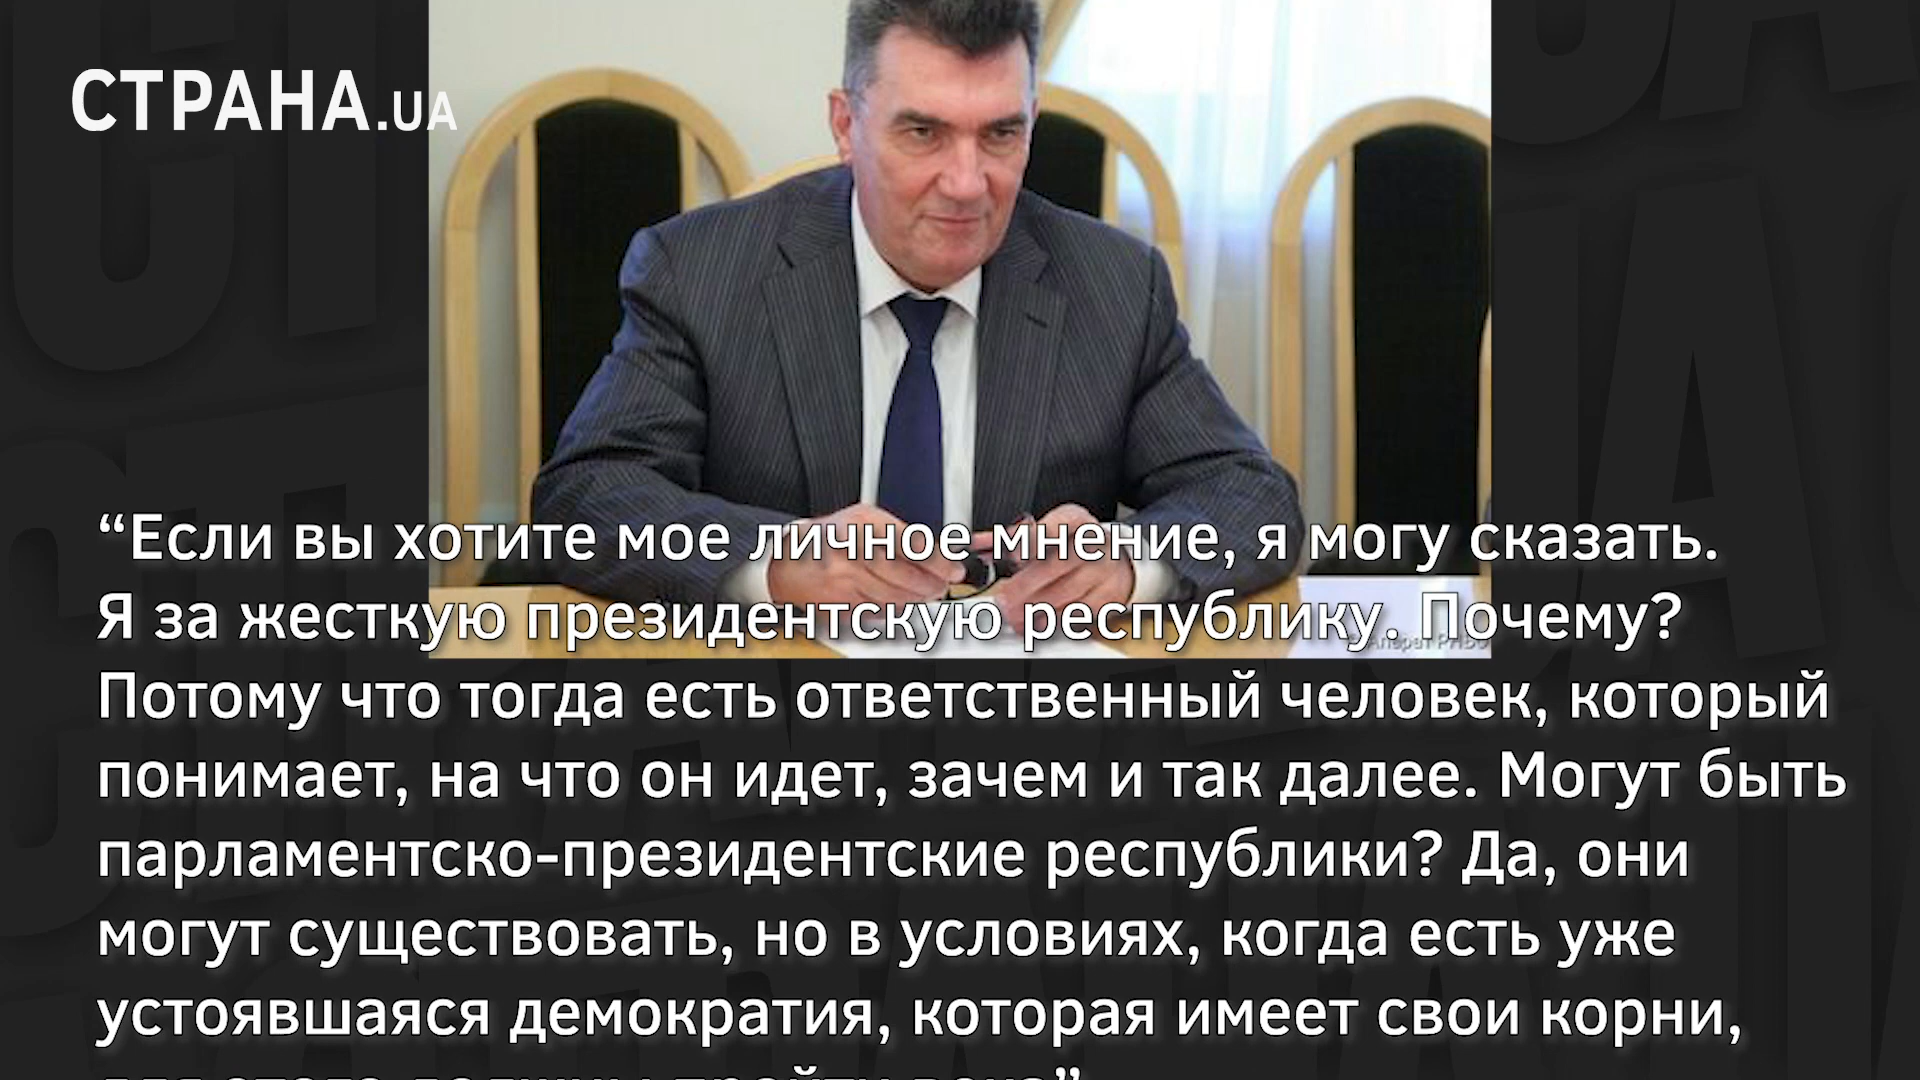 СТРАНА.UA
“Если вы хотите мое личное мнение, я могу сказать.
Я за жесткую президентскую республику. Почему?
Потому что тогда есть ответственный человек, который
понимает, на что он идет, зачем и так далее. Могут быть
парламентско-президентские республики? Да, они
могут существовать, но в условиях, когда есть уже
устоявшаяся демократия, которая имеет свои корни,